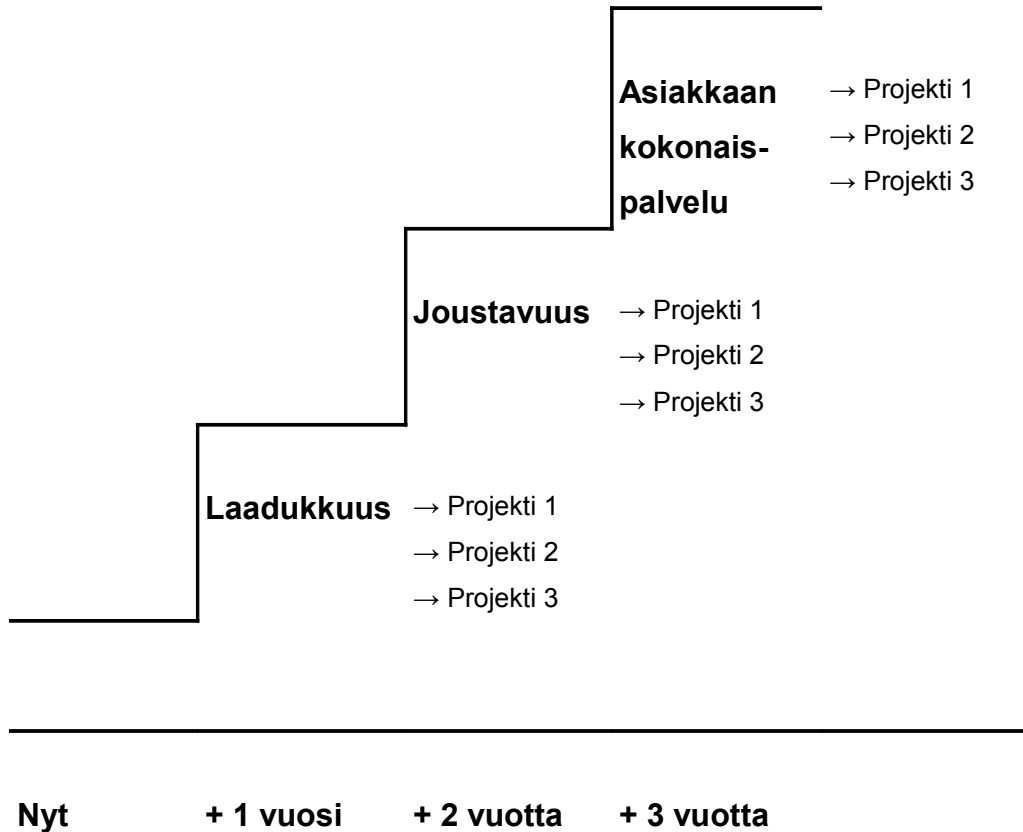 Asiakkaan
kokonais-
palvelu
→ Projekti 1
→ Projekti 2
→ Projekti 3
Joustavuus
→ Projekti 1
→ Projekti 2
→ Projekti 3
Laadukkuus
→ Projekti 1
→ Projekti 2
→ Projekti 3
Nyt + 1 vuosi + 2 vuotta + 3 vuotta